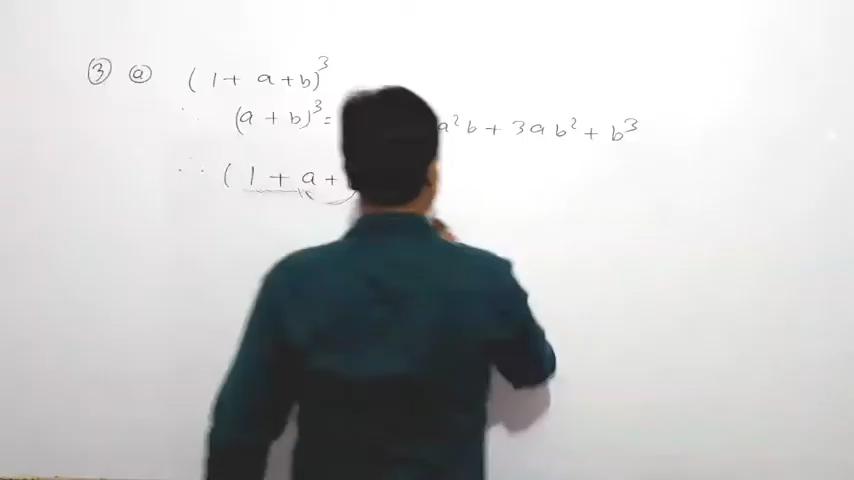 ③ ⓐ (1 + a + b)³
∴ (a + b)³ = a²b + 3ab² + b³
∴ (1 + a +